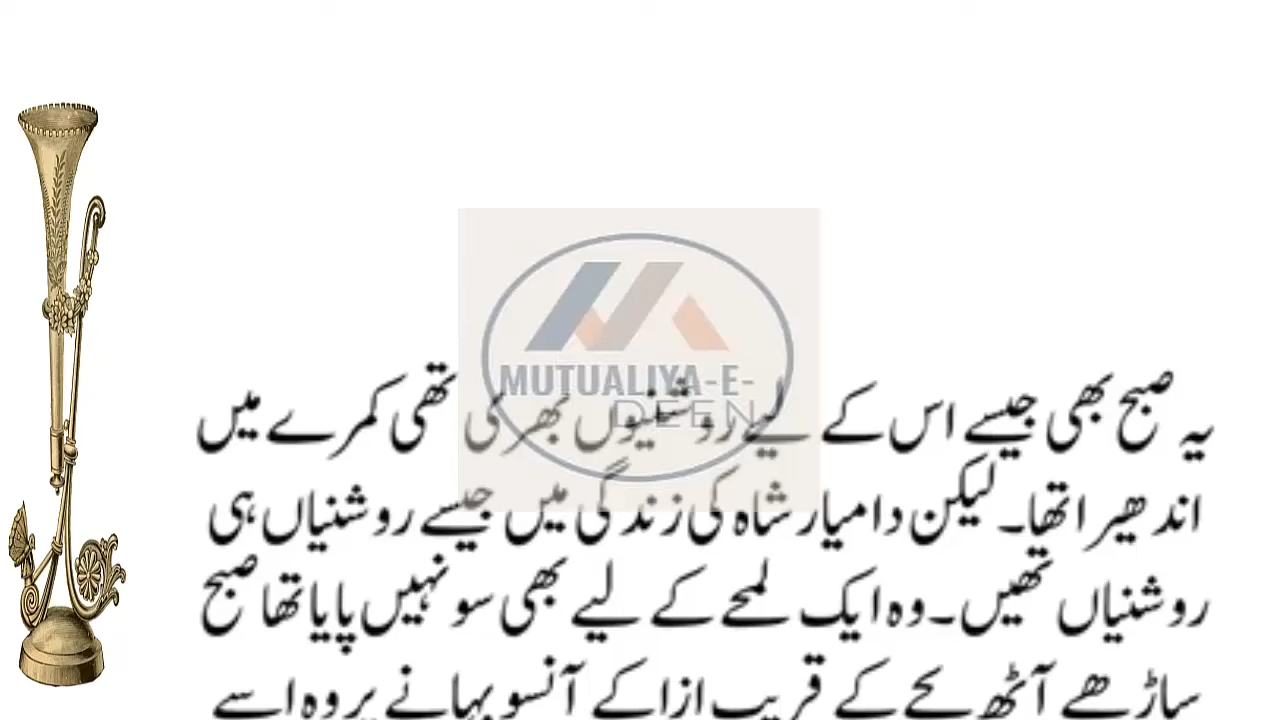 MUTUALIYA-E-
DEEN
یہ صبح بھی جیسے اس کے لیے روشنیوں بھر کی تھی کمرے میں
اندھیرا تھا۔ لیکن دامیار شاہ کی زندگی میں جیسے روشنیاں ہی
روشنیاں تھیں۔ وہ ایک لمحے کے لیے بھی سو نہیں پایا تھا صبح
ساڑھے آٹھ بجے کے قریب ازا کے آنسو بہانے پر وہ اسے